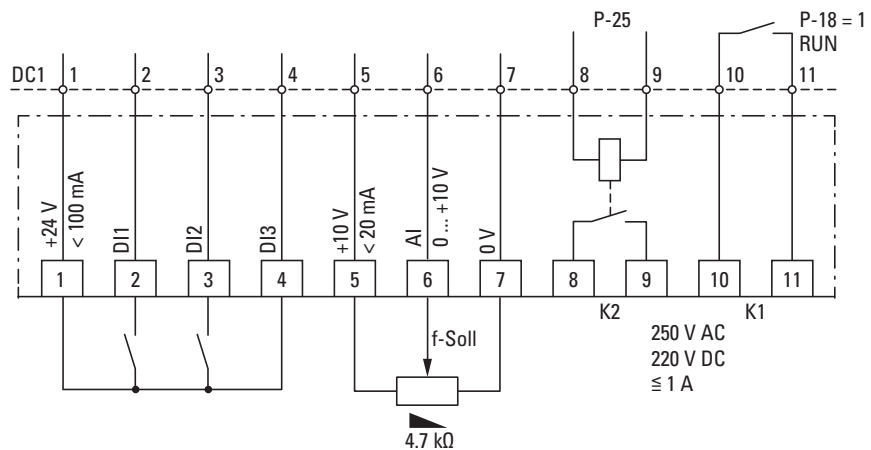 P-25
P-18 = 1
RUN
DC1 1 2 3 4 5 6 7 8 9 10 11
+24 V
< 100 mA
DI1
DI2
DI3
+10 V
< 20 mA
AI
0 ... +10 V
0 V
1 2 3 4 5 6 7 8 9 10 11
K2
K1
250 V AC
220 V DC
≦ 1 A
f-Soll
4.7 kΩ